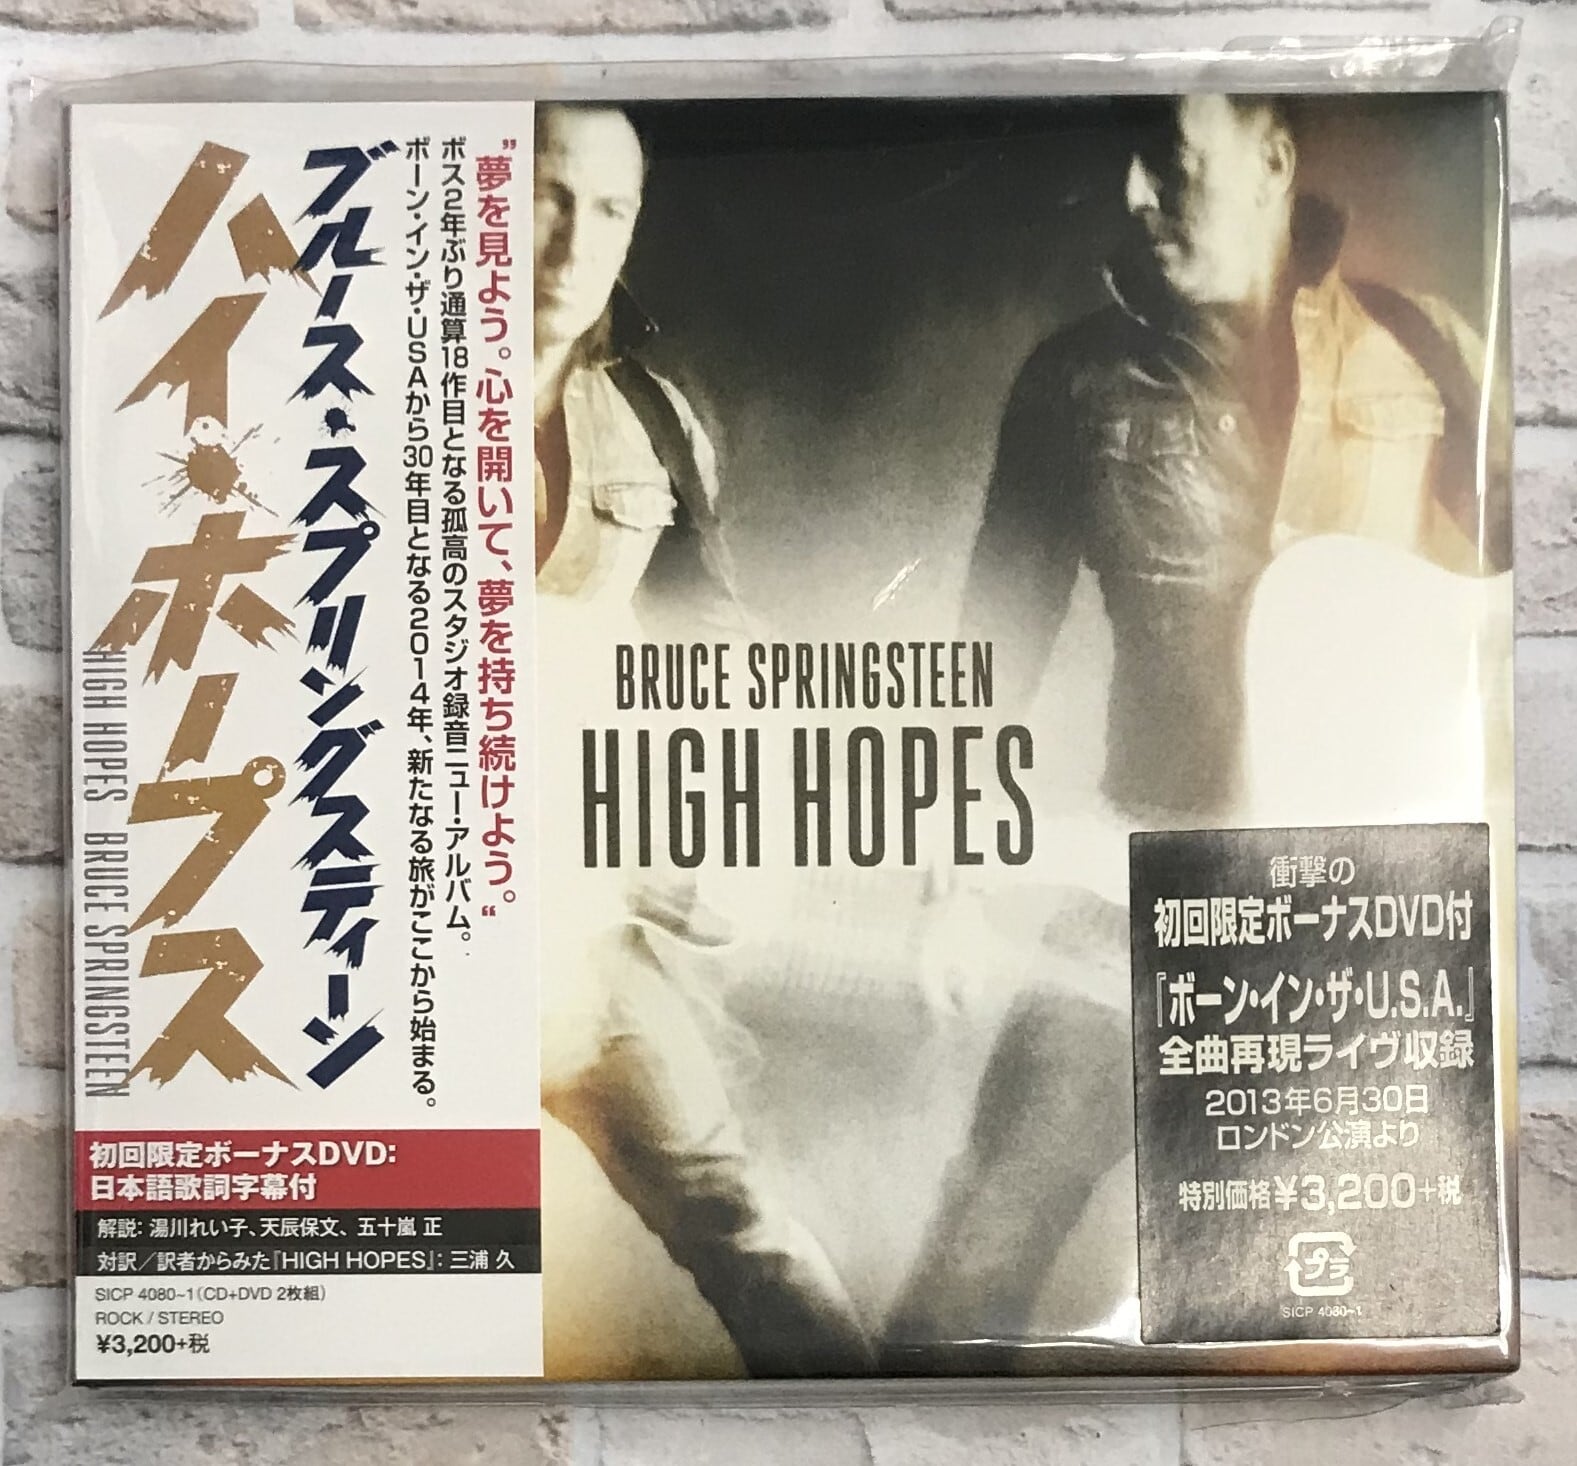 ”夢を見よう。心を開いて、夢を持ち続けよう。“
ボス2年ぶり通算18作目となる孤高のスタジオ録音ニュー・アルバム。
ボーン・イン・ザ・USAから30年目となる2014年、新たなる旅がここから始まる。
ブルース・スプリングスティーン
ハイ・ホープス
HIGH HOPES BRUCE SPRINGSTEEN
初回限定ボーナスDVD:
日本語歌詞字幕付
解説: 湯川れい子、天辰保文、五十嵐 正
対訳／訳者からみた『HIGH HOPES』: 三浦 久
SICP 4080~1(CD+DVD 2枚組)
ROCK / STEREO
¥3,200+税
BRUCE SPRINGSTEEN
HIGH HOPES
衝撃の
初回限定ボーナスDVD付
『ボーン・イン・ザ・U.S.A.』
全曲再現ライヴ収録
2013年6月30日
ロンドン公演より
特別価格¥3,200+税
プラ
SICP 4080~1